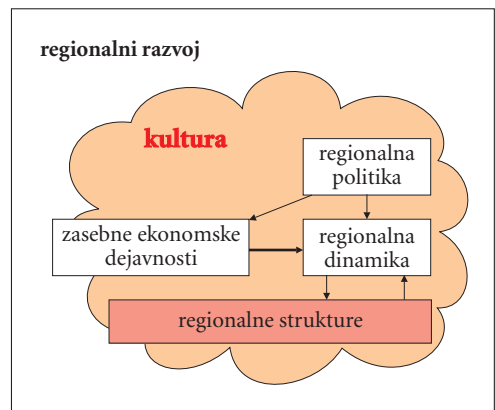 regionalni razvoj
kultura
regionalna
politika
zasebne ekonomske
dejavnosti
regionalna
dinamika
regionalne strukture